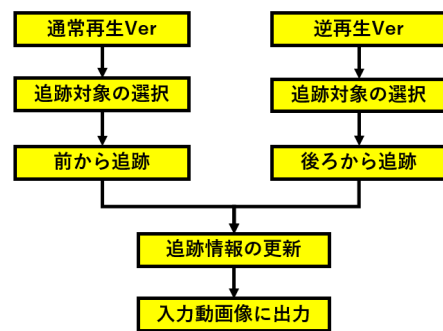 通常再生Ver
逆再生Ver
追跡対象の選択
追跡対象の選択
前から追跡
後ろから追跡
追跡情報の更新
入力動画像に出力